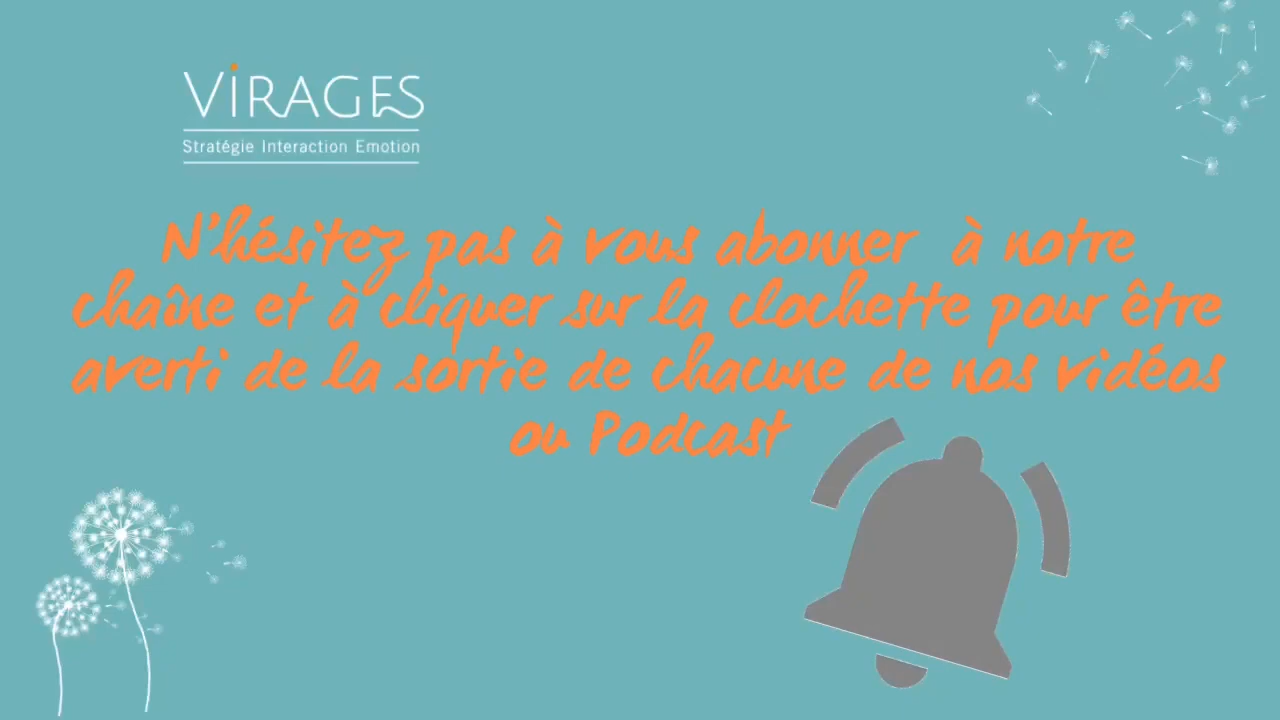 VIRAGES
Stratégie Interaction Emotion
N'hésitez pas à vous abonner à notre
chaîne et à cliquer sur la clochette pour être
averti de la sortie de chacune de nos vidéos
ou Podcast